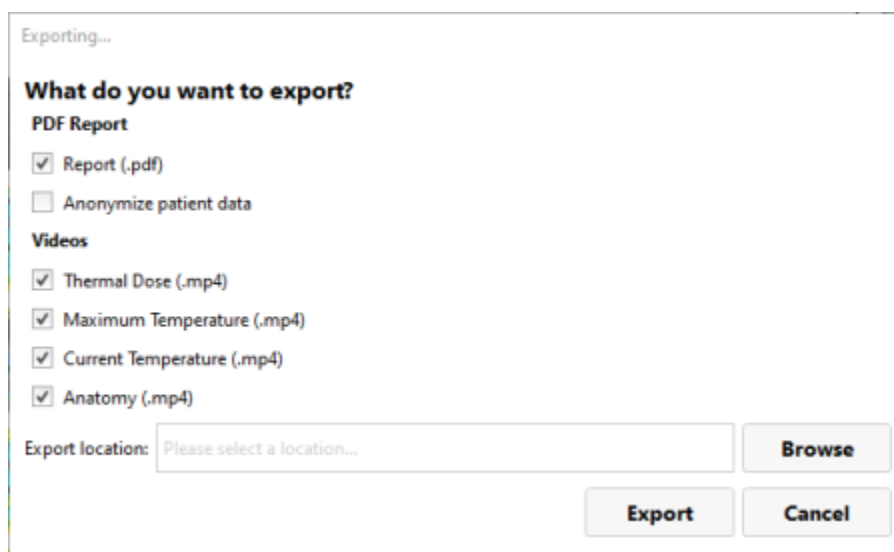 Exporting...
What do you want to export?
PDF Report
Report (.pdf)
Anonymize patient data
Videos
Thermal Dose (.mp4)
Maximum Temperature (.mp4)
Current Temperature (.mp4)
Anatomy (.mp4)
Export location: Please select a location... Browse
Export Cancel